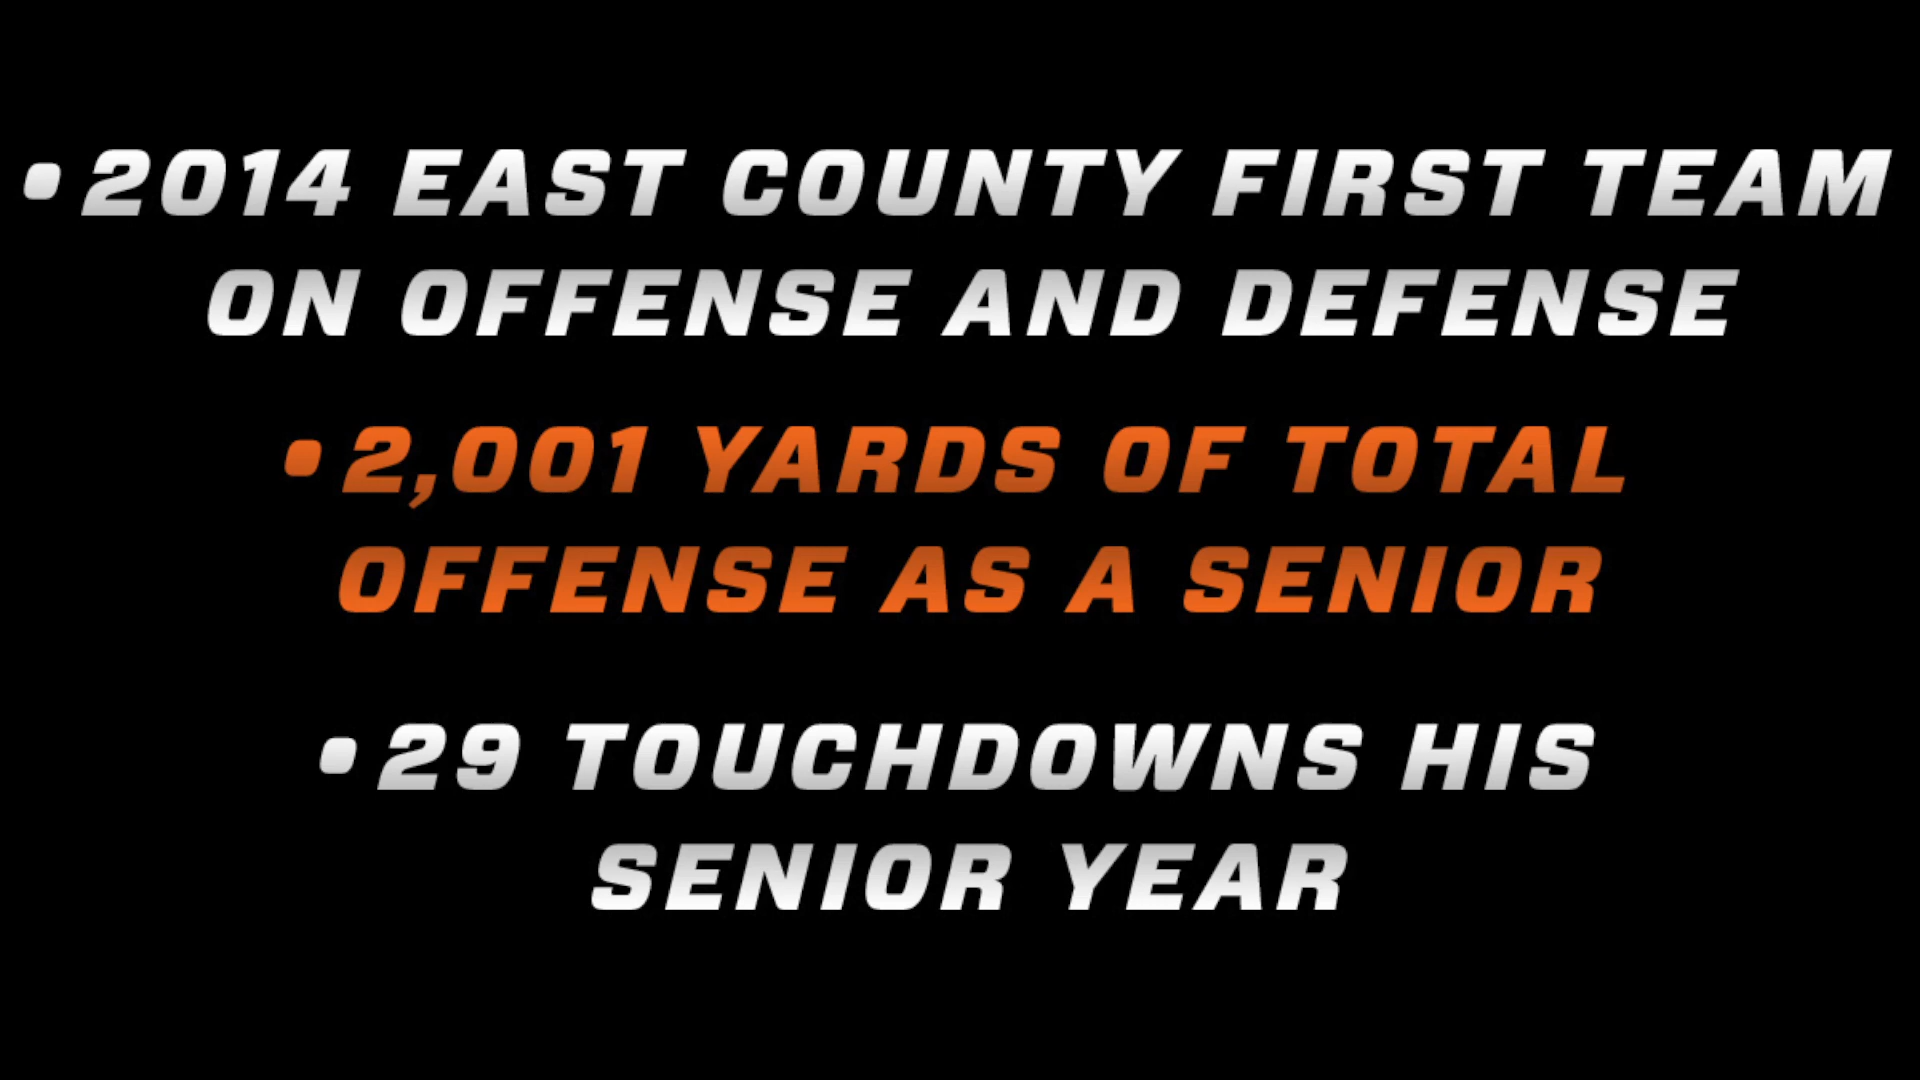 •2014 EAST COUNTY FIRST TEAM
ON OFFENSE AND DEFENSE
•2,001 YARDS OF TOTAL
OFFENSE AS A SENIOR
•29 TOUCHDOWNS HIS
SENIOR YEAR